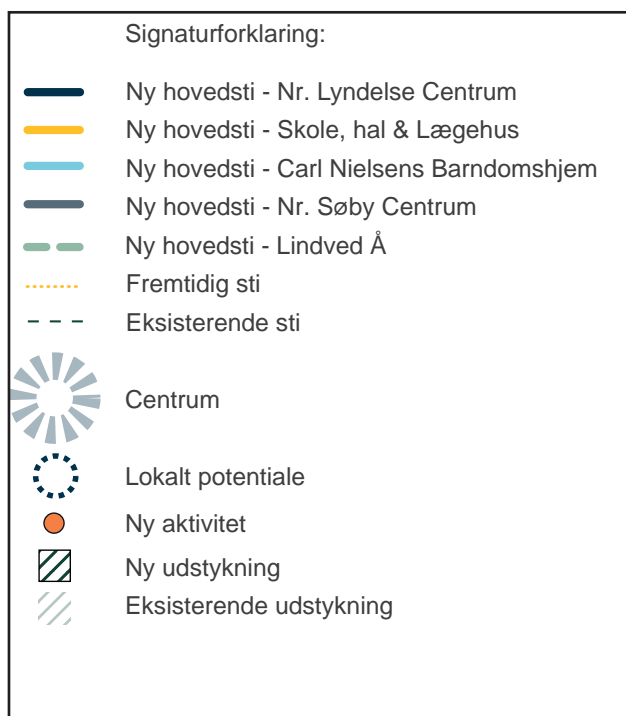 Signaturforklaring:
Ny hovedsti - Nr. Lyndelse Centrum
Ny hovedsti - Skole, hal & Lægehus
Ny hovedsti - Carl Nielsens Barndomshjem
Ny hovedsti - Nr. Søby Centrum
Ny hovedsti - Lindved Å
Fremtidig sti
Eksisterende sti
Centrum
Lokalt potentiale
Ny aktivitet
Ny udstykning
Eksisterende udstykning